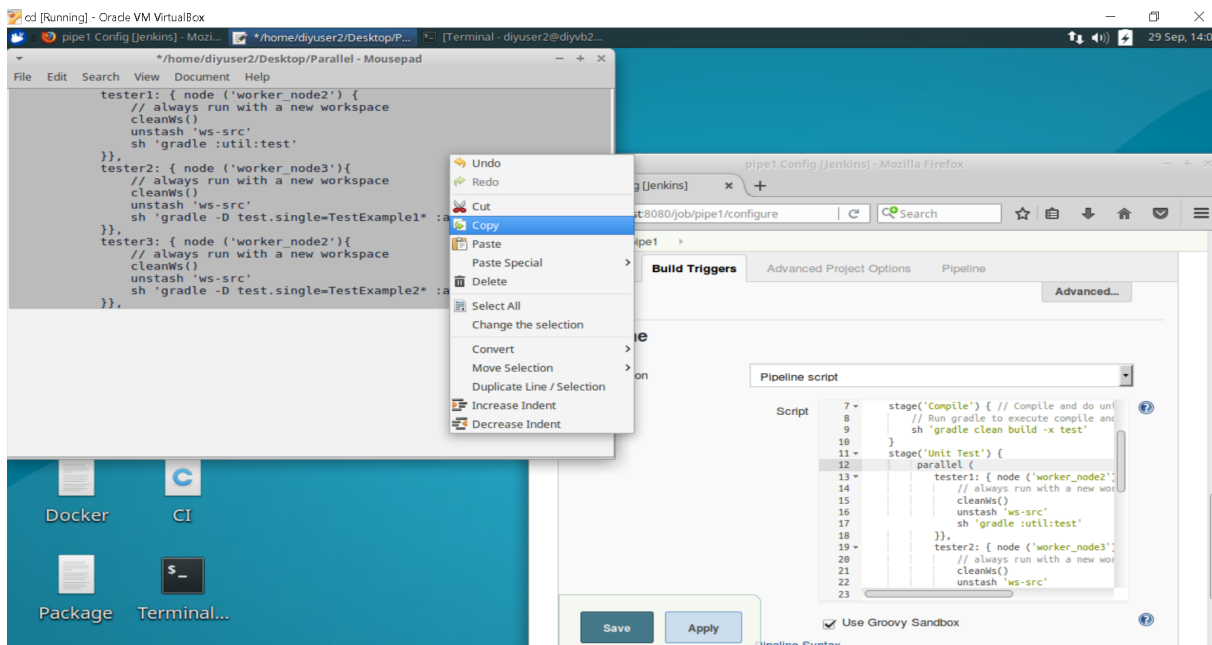 cd [Running] - Oracle VM VirtualBox
pipe1 Config [Jenkins] - Mozi...
*/home/diyuser2/Desktop/P...
[Terminal - diyuser2@diyvb2...
29 Sep, 14:0
*/home/diyuser2/Desktop/Parallel - Mousepad
File Edit Search View Document Help
tester1: { node ('worker_node2') {
// always run with a new workspace
cleanWs()
unstash 'ws-src'
sh 'gradle :util:test'
}},
tester2: { node ('worker_node3'){
// always run with a new workspace
cleanWs()
unstash 'ws-src'
sh 'gradle -D test.single=TestExample1* :a
}},
tester3: { node ('worker_node2'){
// always run with a new workspace
cleanWs()
unstash 'ws-src'
sh 'gradle -D test.single=TestExample2* :a
}},
Undo
Redo
Cut
Copy
Paste
Paste Special
Delete
Select All
Change the selection
Convert
Move Selection
Duplicate Line / Selection
Increase Indent
Decrease Indent
pipe1 Config [Jenkins] - Mozilla Firefox
g [Jenkins]
st:8080/job/pipe1/configure
Search
pipe1
Build Triggers
Advanced Project Options
Pipeline
Advanced...
ne
on
Pipeline script
Script
7 stage('Compile') { // Compile and do uni
8 // Run gradle to execute compile and
9 sh 'gradle clean build -x test'
10 }
11 stage('Unit Test') {
12 parallel (
13 tester1: { node ('worker_node2')
14 // always run with a new wor
15 cleanWs()
16 unstash 'ws-src'
17 sh 'gradle :util:test'
18 }},
19 tester2: { node ('worker_node3')
20 // always run with a new wor
21 cleanWs()
22 unstash 'ws-src'
23
Use Groovy Sandbox
Save
Apply
Pipeline Syntax
Docker
CI
Package
Terminal...